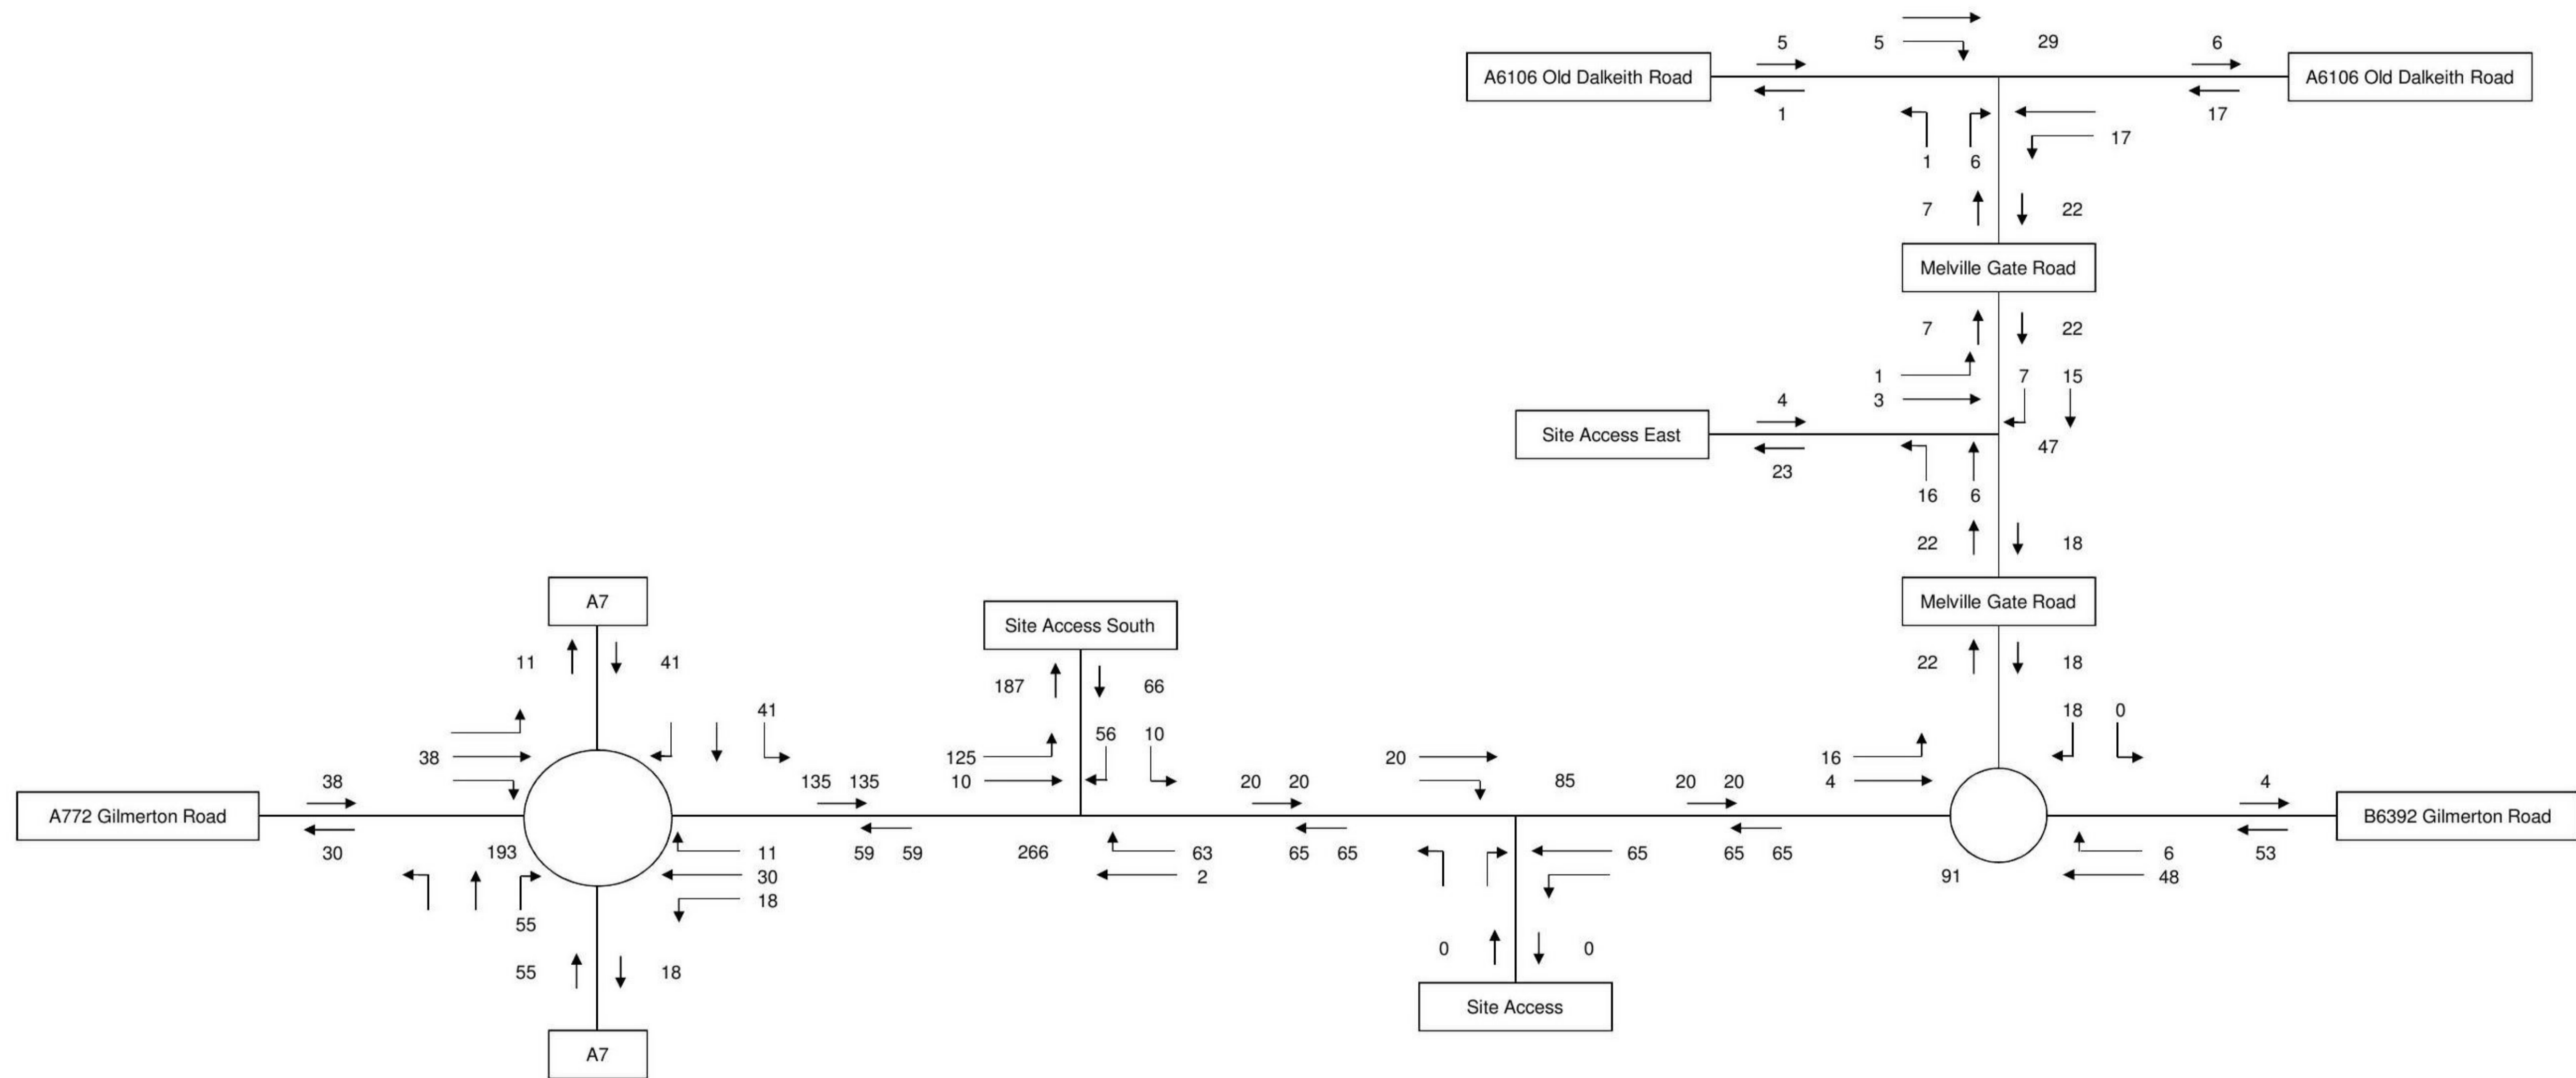 5 5 29 6
A6106 Old Dalkeith Road A6106 Old Dalkeith Road
1 17
17
1 6
7 22
Melville Gate Road
7 22
1 7 15
4 3
Site Access East 47
23
16 6
22 18
A7 Melville Gate Road
Site Access South
11 41 22 18
187 66
41 18 0
56 10
38 125 20 16
38 135 135 10 20 20 85 20 20 4 4
A772 Gilmerton Road B6392 Gilmerton Road
30 193 11 59 59 266 63 65 65 65 65 65 6 53
30 2 91 48
18
55
0 0
55 18
Site Access
A7